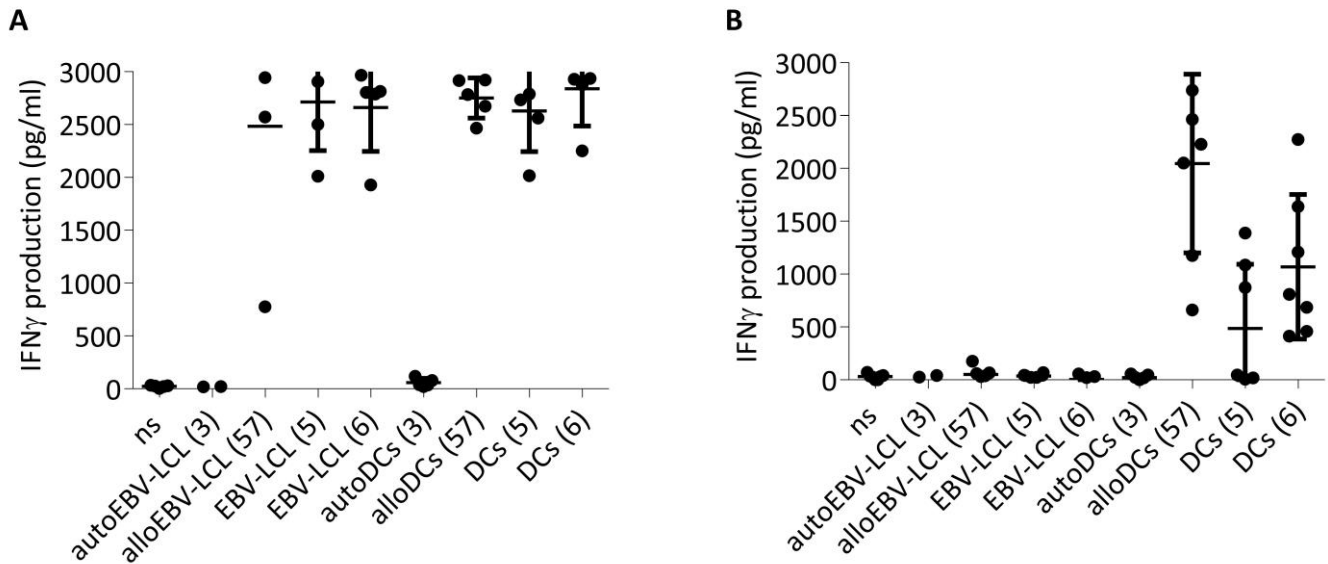 A
IFNγ production (pg/ml)
3000
2500
2000
1500
1000
500
0
ns
autoEBV-LCL (3)
alloEBV-LCL (57)
EBV-LCL (5)
EBV-LCL (6)
autoDCs (3)
alloDCs (57)
DCs (5)
DCs (6)
B
IFNγ production (pg/ml)
3000
2500
2000
1500
1000
500
0
ns
autoEBV-LCL (3)
alloEBV-LCL (57)
EBV-LCL (5)
EBV-LCL (6)
autoDCs (3)
alloDCs (57)
DCs (5)
DCs (6)